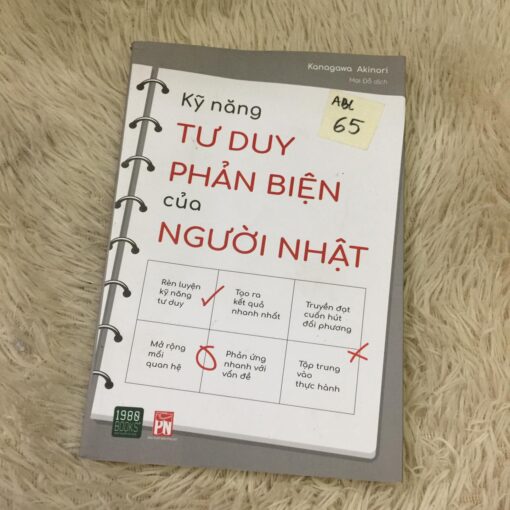 Kanagawa Akinori
Mai Đỗ dịch
Kỹ năng
ABL
65
TƯ DUY
PHẢN BIỆN
của
NGƯỜI NHẬT
Rèn luyện
kỹ năng
tư duy
Tạo ra
kết quả
nhanh nhất
Truyền đạt
cuốn hút
đối phương
Mở rộng
mối
quan hệ
Phản ứng
nhanh với
vấn đề
Tập trung
vào
thực hành
1980
BOOKS
PN